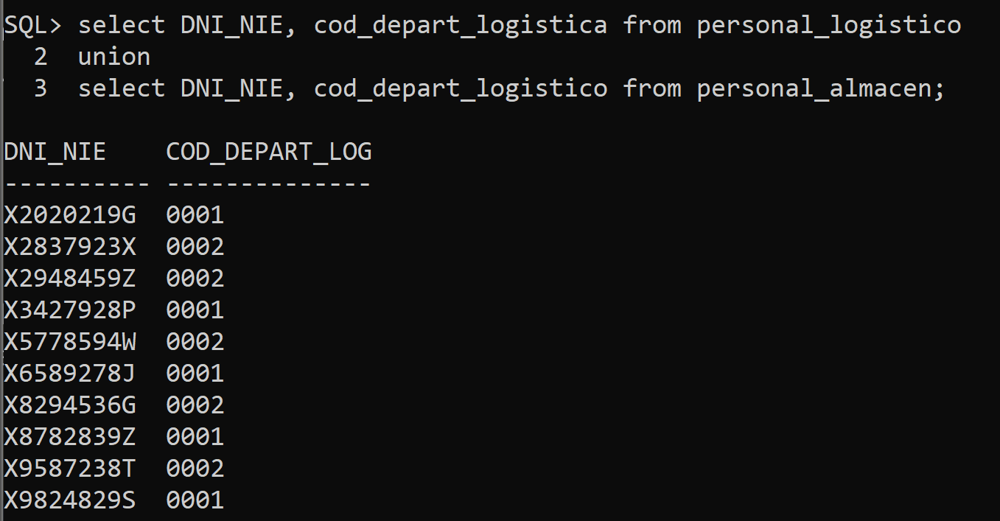 SQL> select DNI_NIE, cod_depart_logistica from personal_logistico
2 union
3 select DNI_NIE, cod_depart_logistico from personal_almacen;
DNI_NIE COD_DEPART_LOG
---------- --------------
X2020219G 0001
X2837923X 0002
X2948459Z 0002
X3427928P 0001
X5778594W 0002
X6589278J 0001
X8294536G 0002
X8782839Z 0001
X9587238T 0002
X9824829S 0001